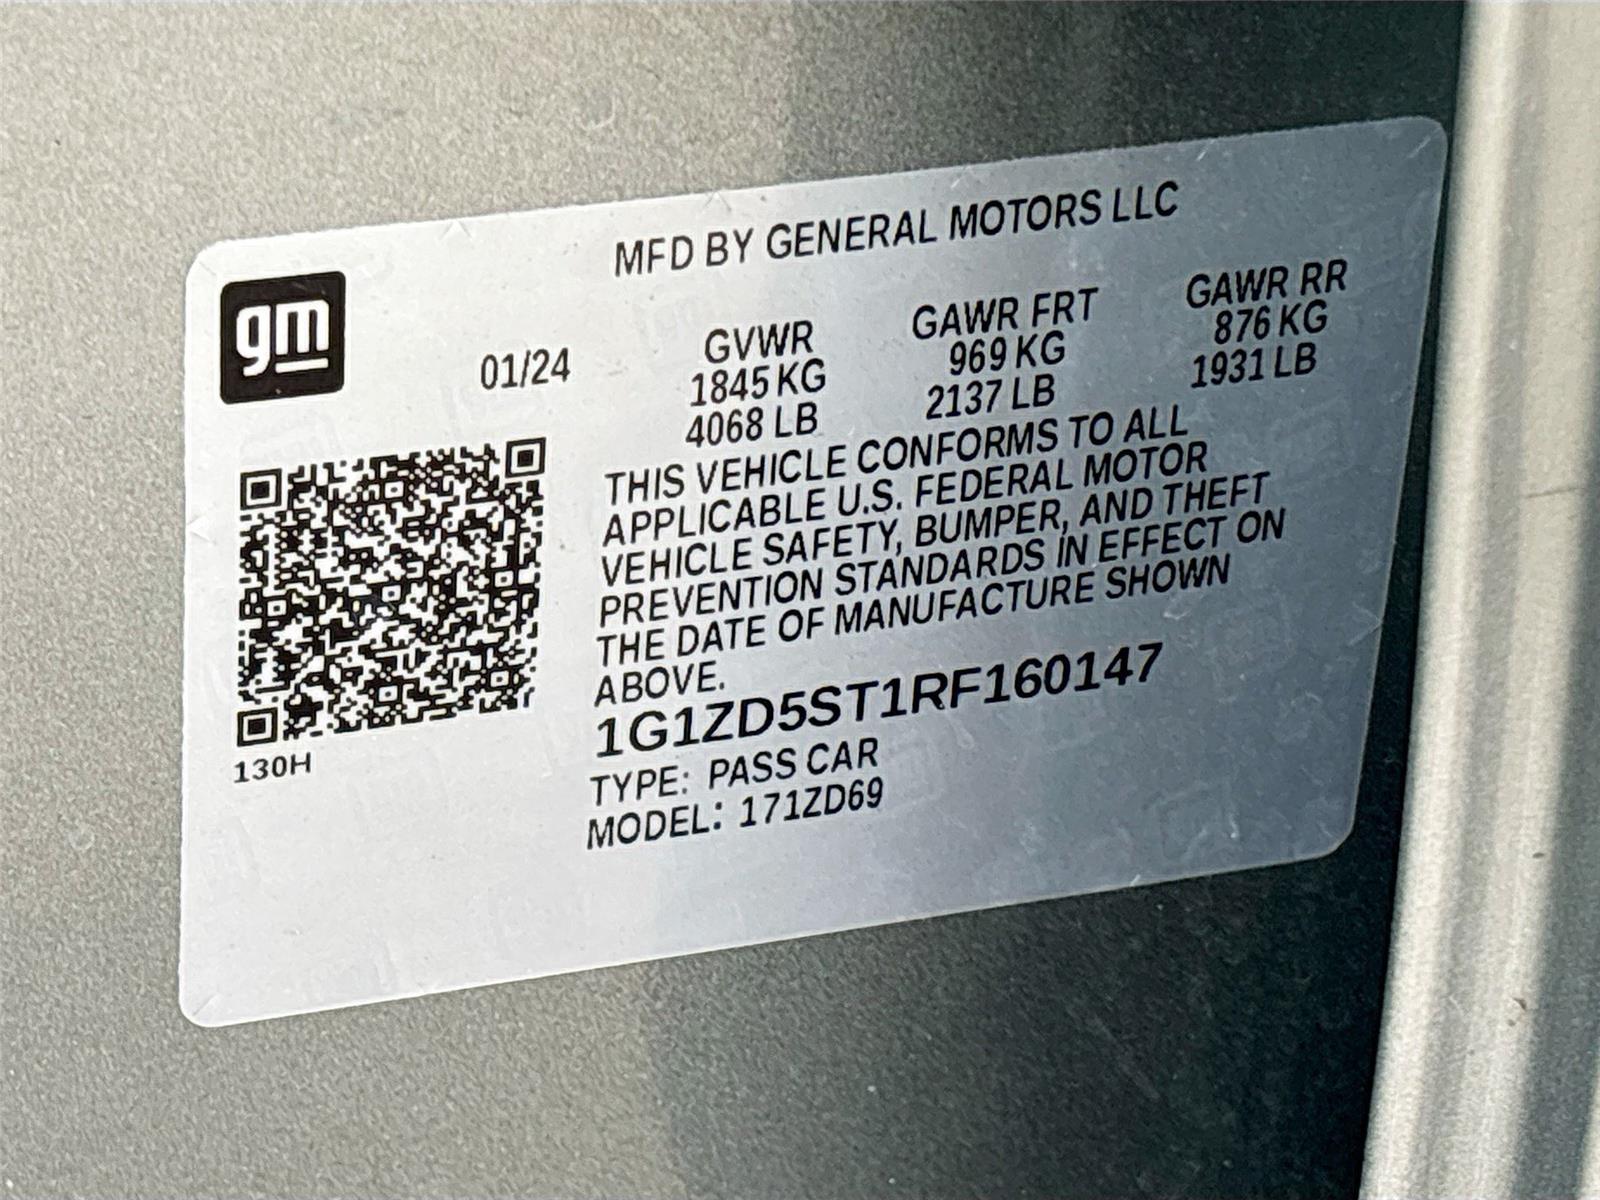 MFD BY GENERAL MOTORS LLC
gm
01/24
GVWR GAWR FRT GAWR RR
1845 KG 969 KG 876 KG
4068 LB 2137 LB 1931 LB
THIS VEHICLE CONFORMS TO ALL
APPLICABLE U.S. FEDERAL MOTOR
VEHICLE SAFETY, BUMPER, AND THEFT
PREVENTION STANDARDS IN EFFECT ON
THE DATE OF MANUFACTURE SHOWN
ABOVE.
1G1ZD5ST1RF160147
130H
TYPE: PASS CAR
MODEL: 171ZD69